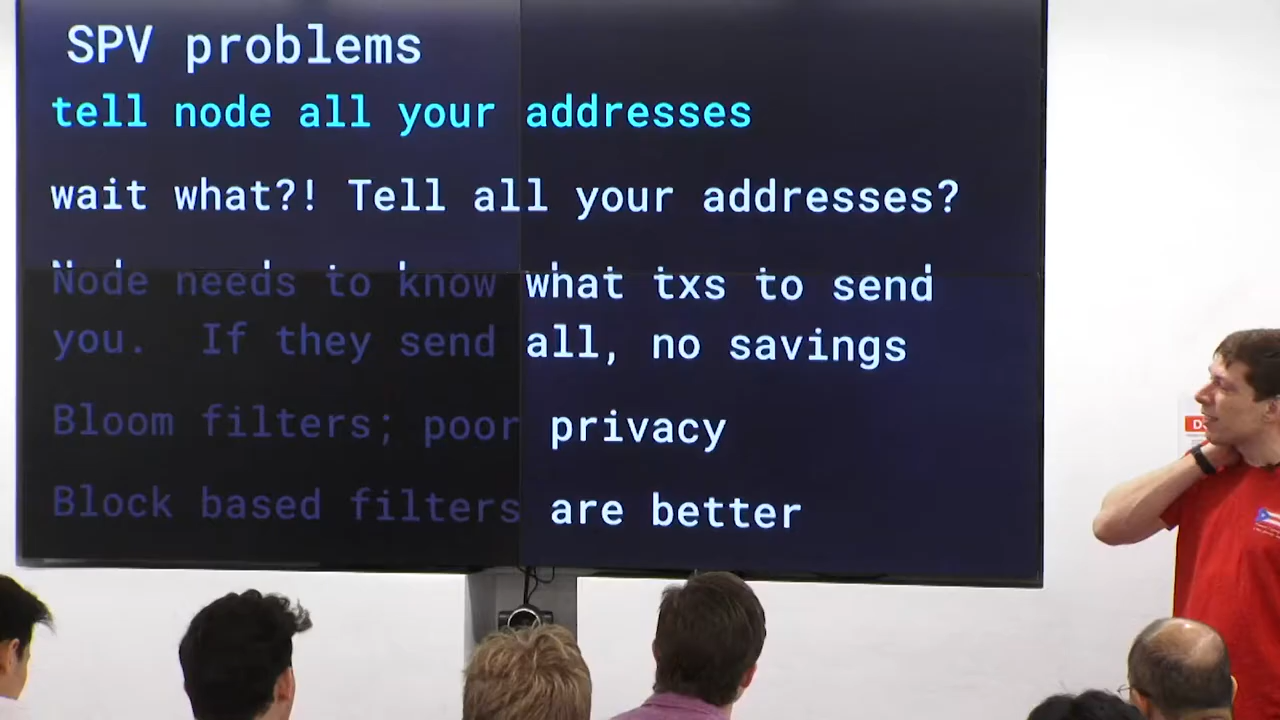 SPV problems
tell node all your addresses
wait what?! Tell all your addresses?
Node needs to know what txs to send
you. If they send all, no savings
Bloom filters; poor privacy
Block based filters are better